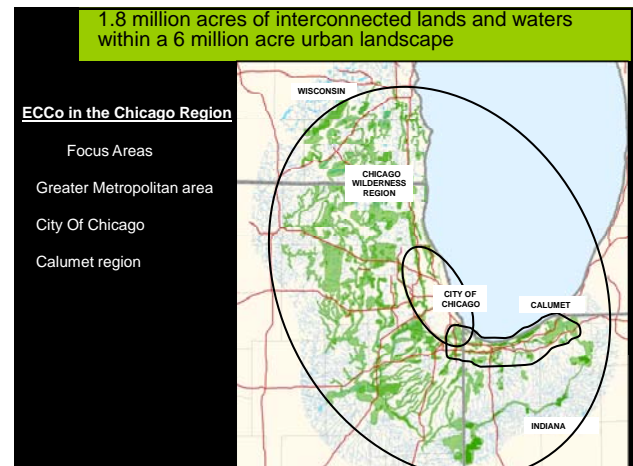 1.8 million acres of interconnected lands and waters
within a 6 million acre urban landscape
ECCo in the Chicago Region
Focus Areas
Greater Metropolitan area
City Of Chicago
Calumet region
WISCONSIN
CHICAGO
WILDERNESS
REGION
CITY OF
CHICAGO
CALUMET
INDIANA